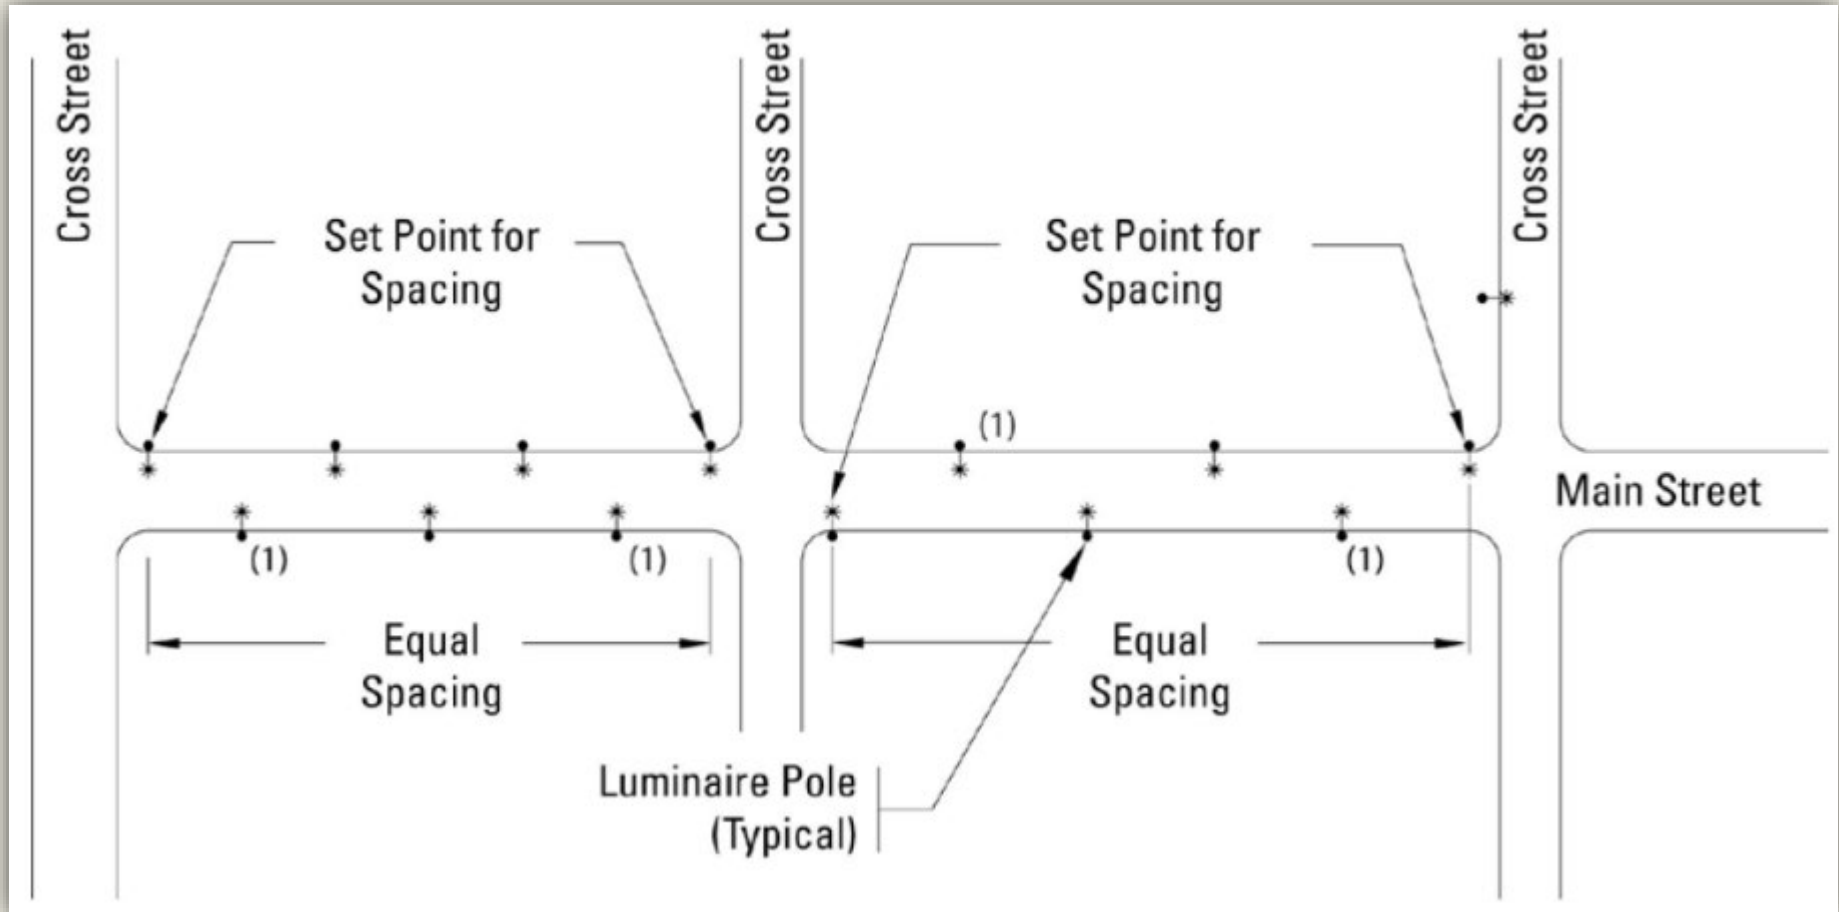 Cross Street
Cross Street
Cross Street
Set Point for
Spacing
Set Point for
Spacing
(1)
Main Street
(1)
(1)
(1)
Equal
Spacing
Equal
Spacing
Luminaire Pole
(Typical)